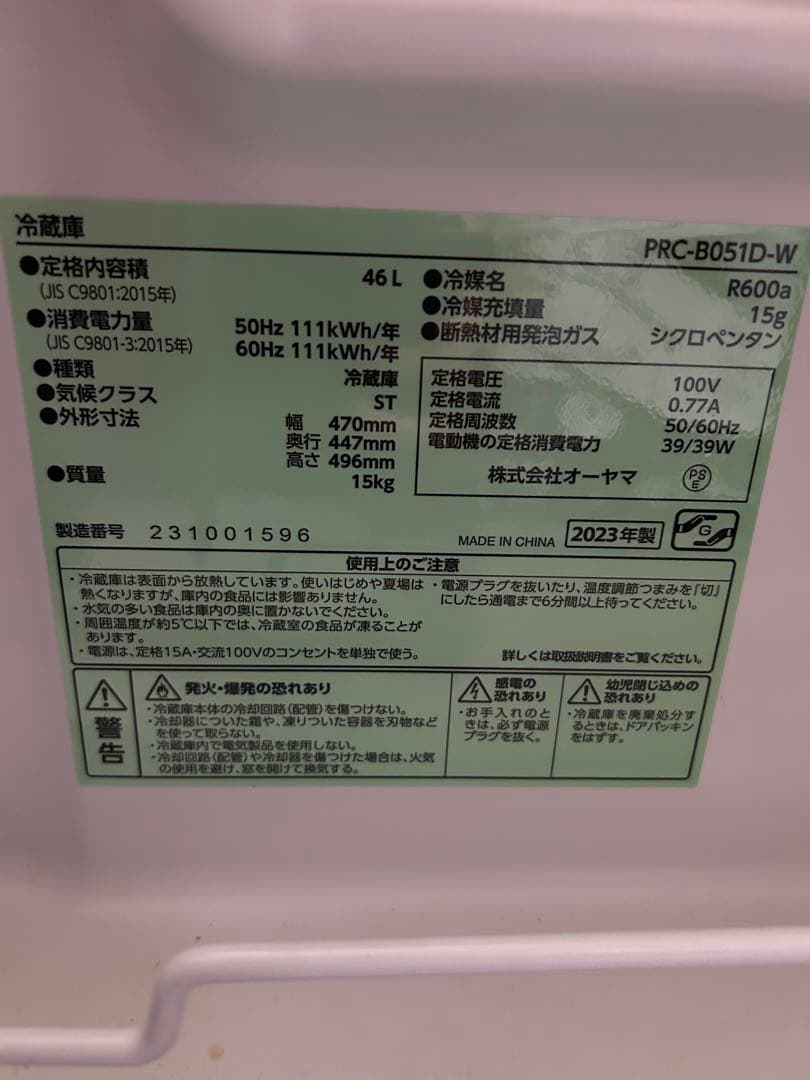 冷蔵庫
PRC-B051D-W
●定格内容積 46 L
(JIS C9801:2015年)
●消費電力量 50Hz 111kWh/年
(JIS C9801-3:2015年) 60Hz 111kWh/年
●種類 冷蔵庫
●気候クラス ST
●外形寸法 幅 470mm
奥行 447mm
高さ 496mm
●質量 15kg
●冷媒名 R600a
●冷媒充填量 15g
●断熱材用発泡ガス シクロペンタン
定格電圧 100V
定格電流 0.77A
定格周波数 50/60Hz
電動機の定格消費電力 39/39W
株式会社オーヤマ PS E
製造番号 231001596
MADE IN CHINA 2023年製 G
使用上のご注意
・冷蔵庫は表面から放熱しています。使いはじめや夏場は
熱くなりますが、庫内の食品には影響ありません。
・水気の多い食品は庫内の奥に置かないでください。
・周囲温度が約5℃以下では、冷蔵室の食品が凍ることが
あります。
・電源は、定格15A・交流100Vのコンセントを単独で使う。
・電源プラグを抜いたり、温度調節つまみを「切」
にしたら通電まで6分間以上待ってください。
詳しくは取扱説明書をご覧ください。
警告
発火・爆発の恐れあり
・冷蔵庫本体の冷却回路(配管)を傷つけない。
・冷却器についた霜や、凍りついた容器を刃物など
を使って取らない。
・冷蔵庫内で電気製品を使用しない。
・冷却回路(配管)や冷却器を傷つけた場合は、火気
の使用を避け、窓を開けて換気する。
感電の
恐れあり
・お手入れのと
きは、必ず電源
プラグを抜く。
幼児閉じ込めの
恐れあり
・冷蔵庫を廃棄処分す
るときは、ドアパッキン
をはずす。